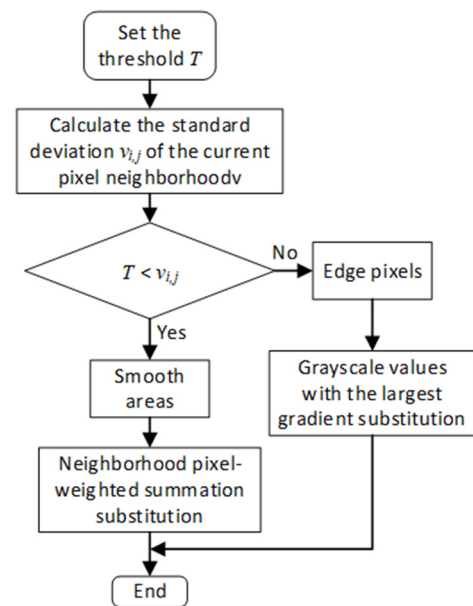 Set the
threshold T
Calculate the standard
deviation vi,j of the current
pixel neighborhoodv
T < vi,j
No
Edge pixels
Yes
Smooth
areas
Grayscale values
with the largest
gradient substitution
Neighborhood pixel-
weighted summation
substitution
End